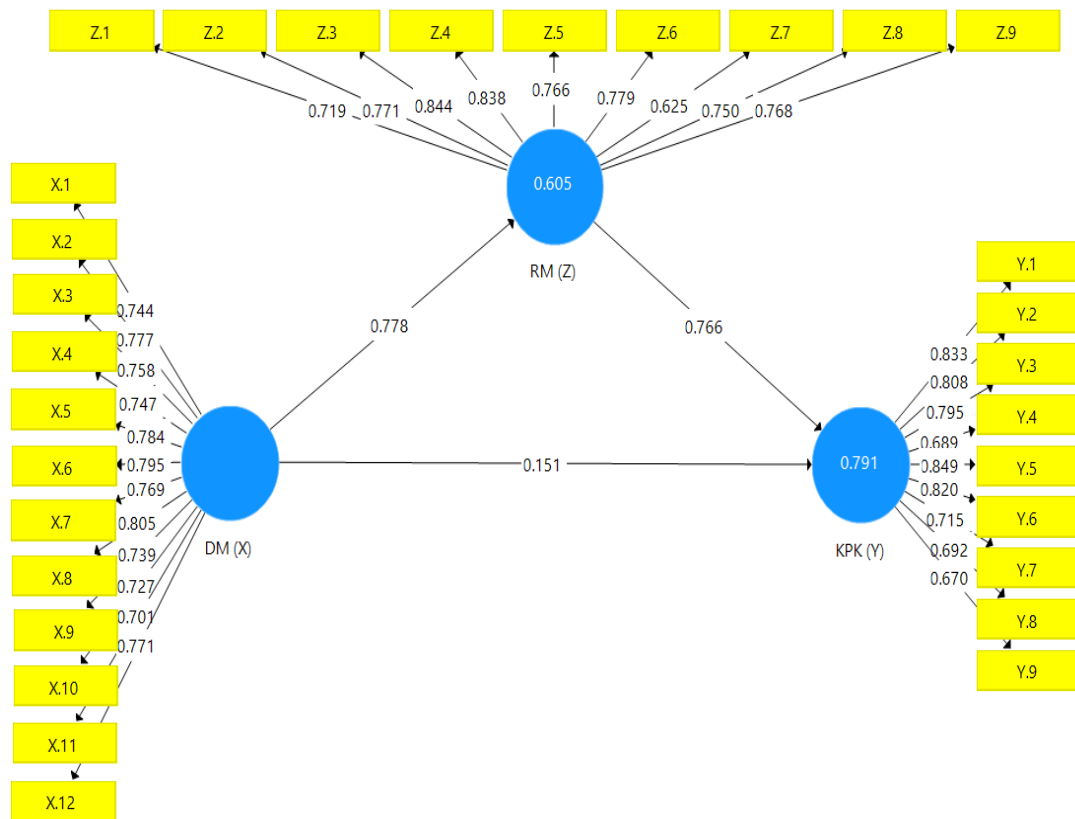 Z.1 Z.2 Z.3 Z.4 Z.5 Z.6 Z.7 Z.8 Z.9
0.719 0.771 0.844 0.838 0.766 0.779 0.625 0.750 0.768
0.605
RM (Z)
X.1
X.2
X.3
X.4
X.5
X.6
X.7
X.8
X.9
X.10
X.11
X.12
0.744
0.777
0.758
0.747
0.784
0.795
0.769
0.805
0.739
0.727
0.701
0.771
DM (X)
0.778
0.766
0.151
0.791
KPK (Y)
0.833
0.808
0.795
0.689
0.849
0.820
0.715
0.692
0.670
Y.1
Y.2
Y.3
Y.4
Y.5
Y.6
Y.7
Y.8
Y.9